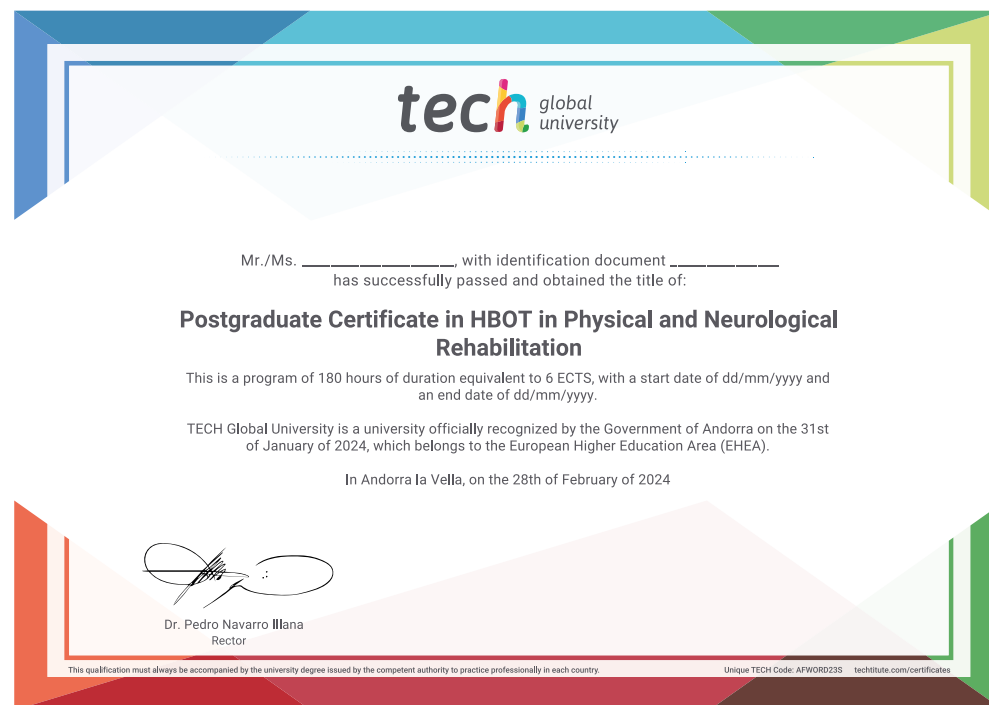 tech global
university
Mr./Ms. ____________________, with identification document ______________
has successfully passed and obtained the title of:
Postgraduate Certificate in HBOT in Physical and Neurological
Rehabilitation
This is a program of 180 hours of duration equivalent to 6 ECTS, with a start date of dd/mm/yyyy and
an end date of dd/mm/yyyy.
TECH Global University is a university officially recognized by the Government of Andorra on the 31st
of January of 2024, which belongs to the European Higher Education Area (EHEA).
In Andorra la Vella, on the 28th of February of 2024
Dr. Pedro Navarro Illana
Rector
This qualification must always be accompanied by the university degree issued by the competent authority to practice professionally in each country.
Unique TECH Code: AFWORD23S techtitute.com/certificates